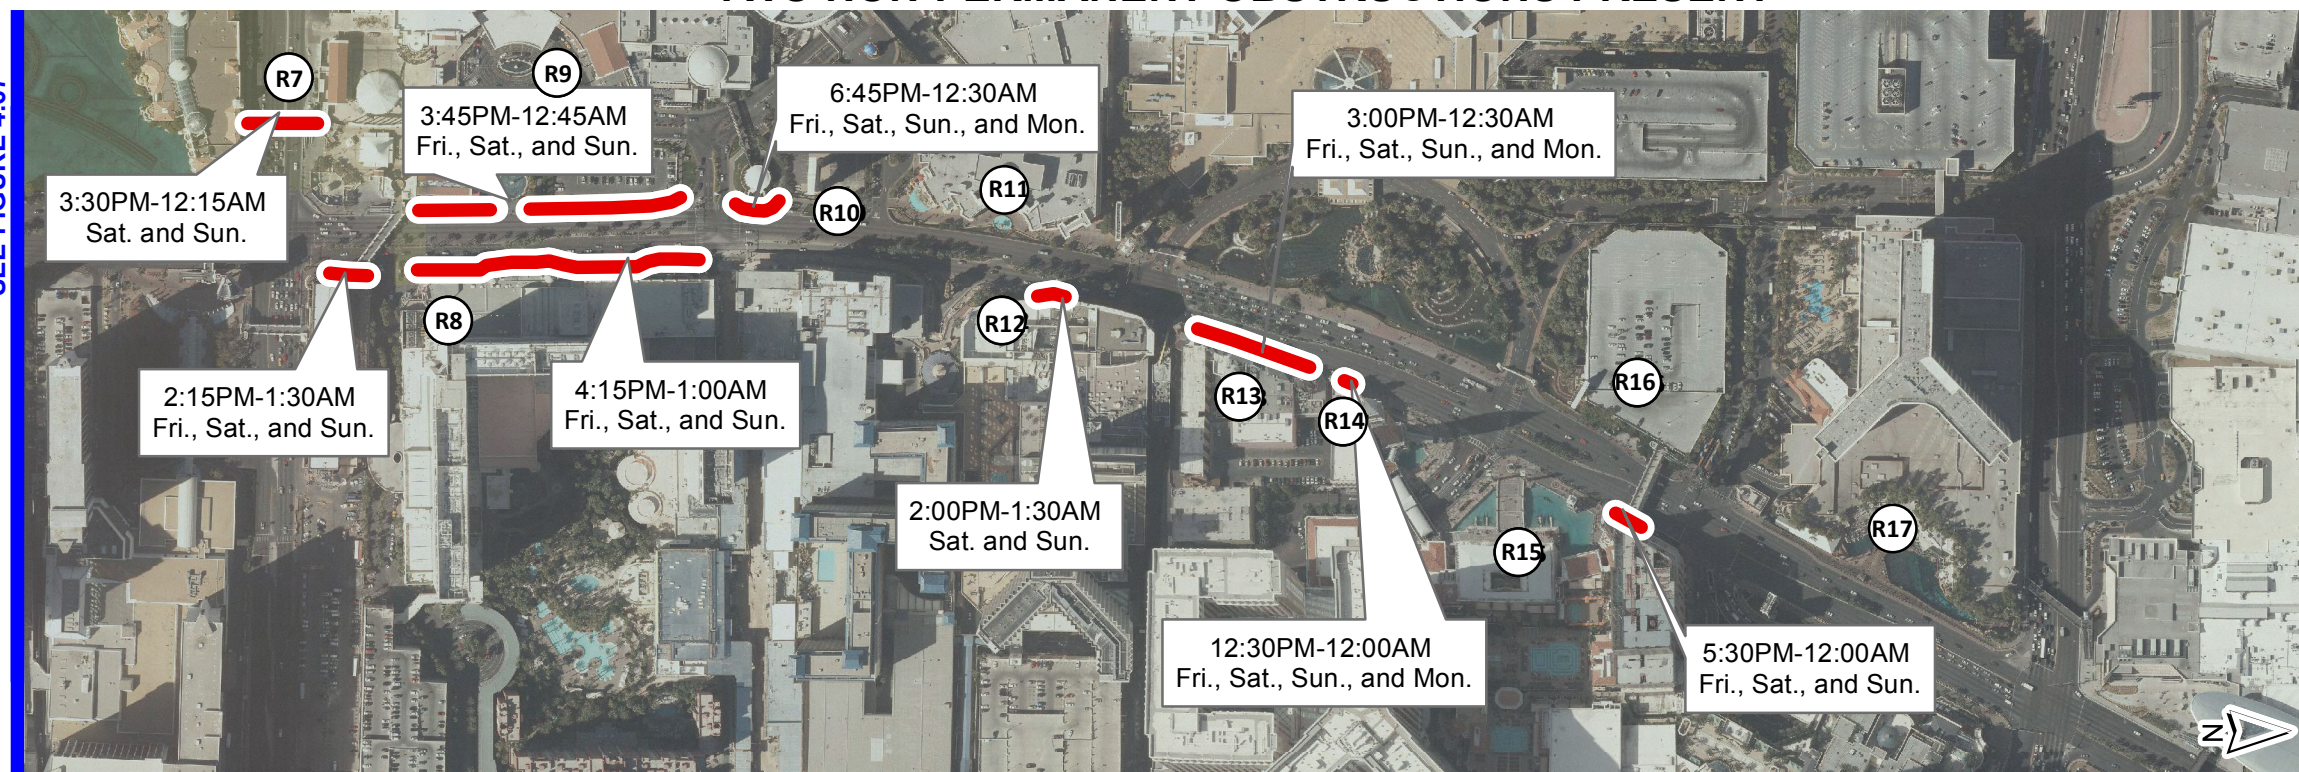 R7
R9
3:45PM-12:45AM
Fri., Sat., and Sun.
6:45PM-12:30AM
Fri., Sat., Sun., and Mon.
3:00PM-12:30AM
Fri., Sat., Sun., and Mon.
3:30PM-12:15AM
Sat. and Sun.
R10
R11
R8
R12
2:15PM-1:30AM
Fri., Sat., and Sun.
4:15PM-1:00AM
Fri., Sat., and Sun.
R13
R14
R16
2:00PM-1:30AM
Sat. and Sun.
R15
R17
12:30PM-12:00AM
Fri., Sat., Sun., and Mon.
5:30PM-12:00AM
Fri., Sat., and Sun.
N